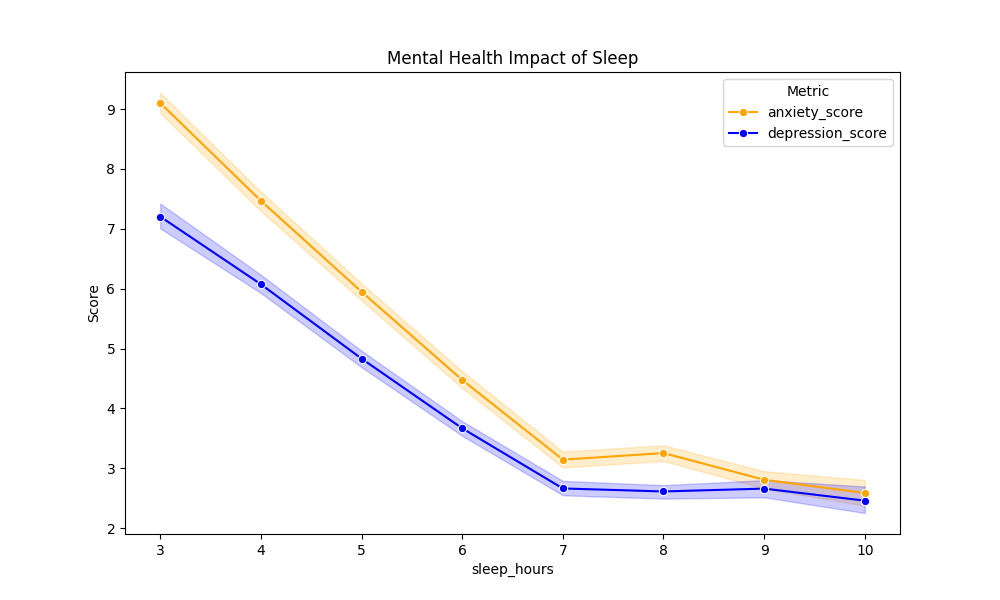 Mental Health Impact of Sleep
Metric
anxiety_score
depression_score
9
8
7
6
5
4
3
2
Score
3 4 5 6 7 8 9 10
sleep_hours